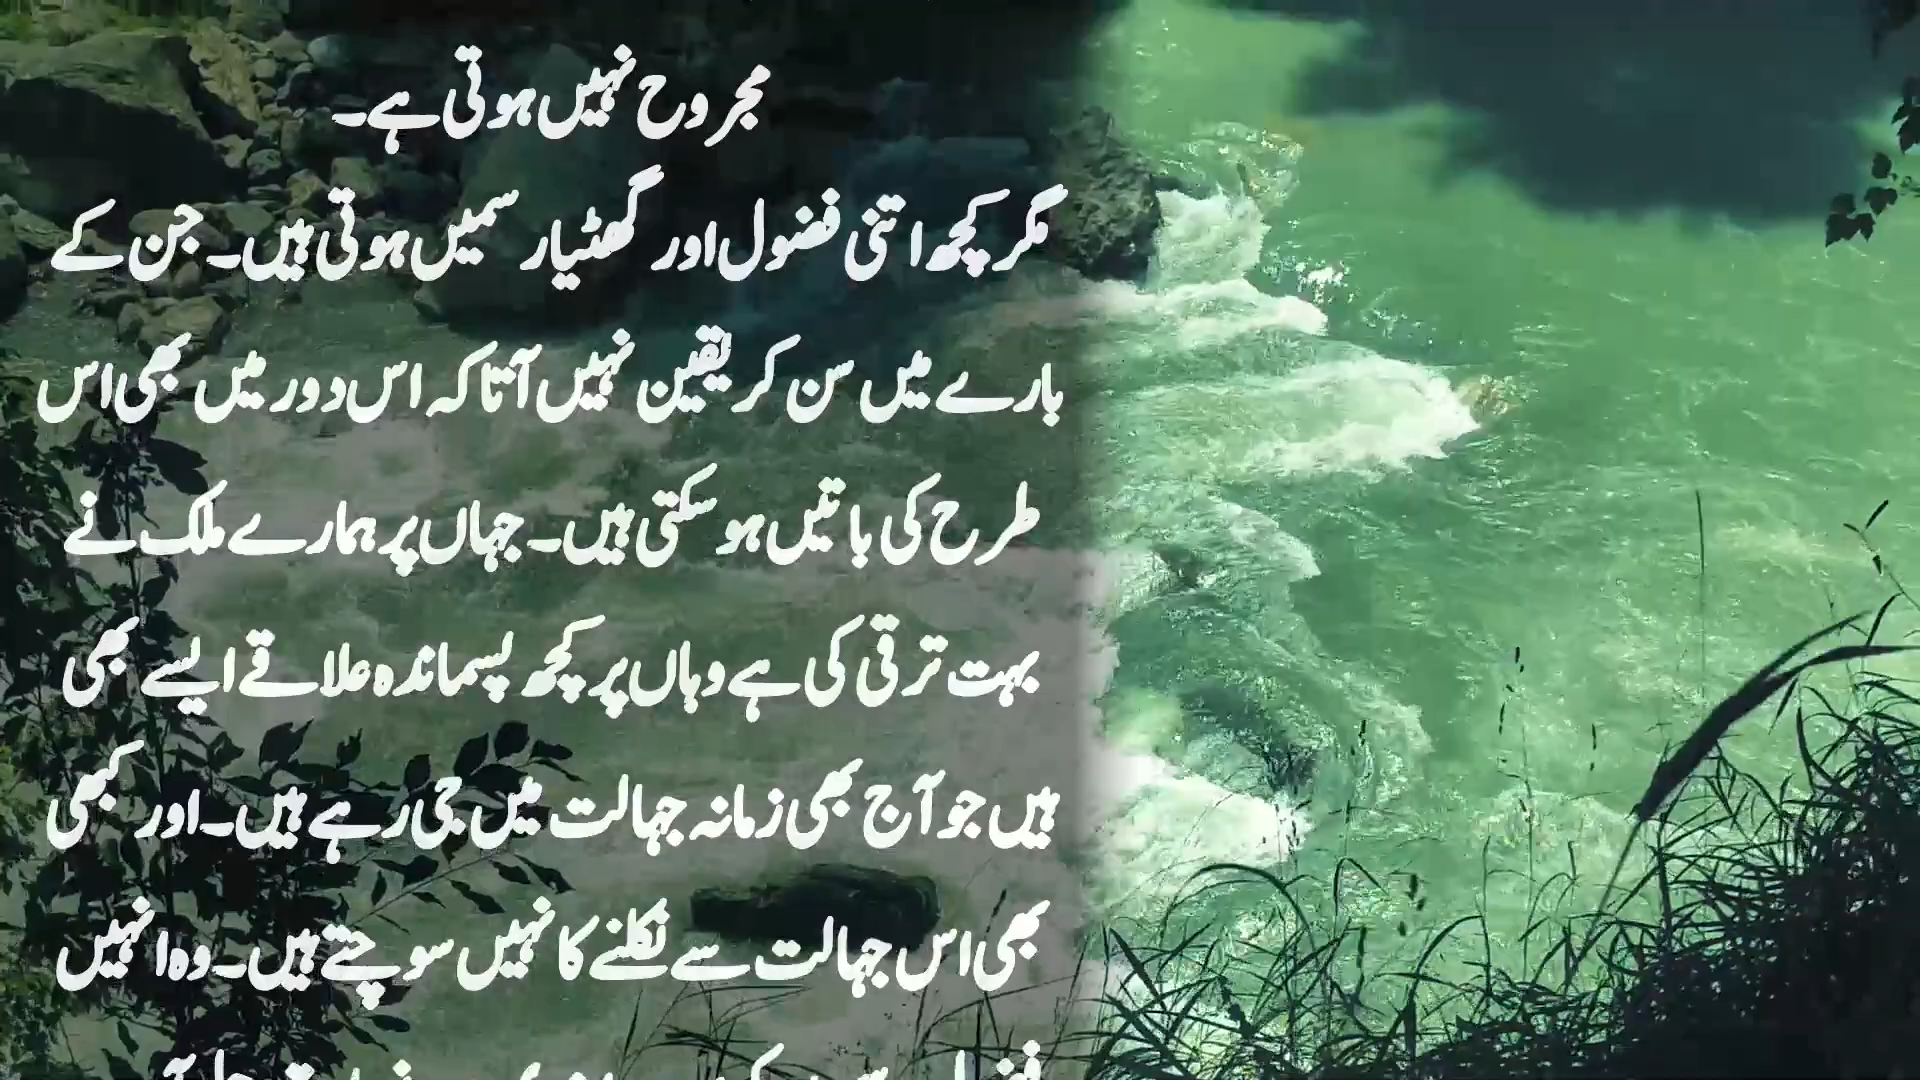 مجروح نہیں ہوتی ہے۔
مگر کچھ اتنی فضول اور گھٹیا رسمیں ہوتی ہیں۔ جن کے
بارے میں سن کر یقین نہیں آتا کہ اس دور میں بھی اس
طرح کی باتیں ہو سکتی ہیں۔ جہاں پر ہمارے ملک نے
بہت ترقی کی ہے وہاں پر کچھ پسماندہ علاقے ایسے بھی
ہیں جو آج بھی زمانہ جہالت میں جی رہے ہیں۔ اور کبھی
بھی اس جہالت سے نکلنے کا نہیں سوچتے ہیں۔ وہ انہیں